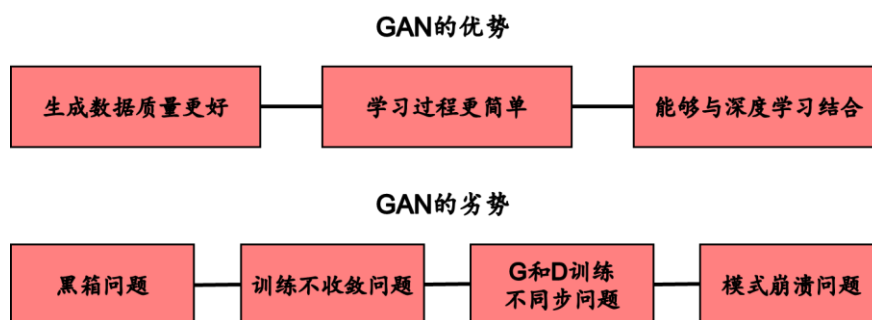 GAN的优势
生成数据质量更好
学习过程更简单
能够与深度学习结合
GAN的劣势
黑箱问题
训练不收敛问题
G和D训练
不同步问题
模式崩溃问题